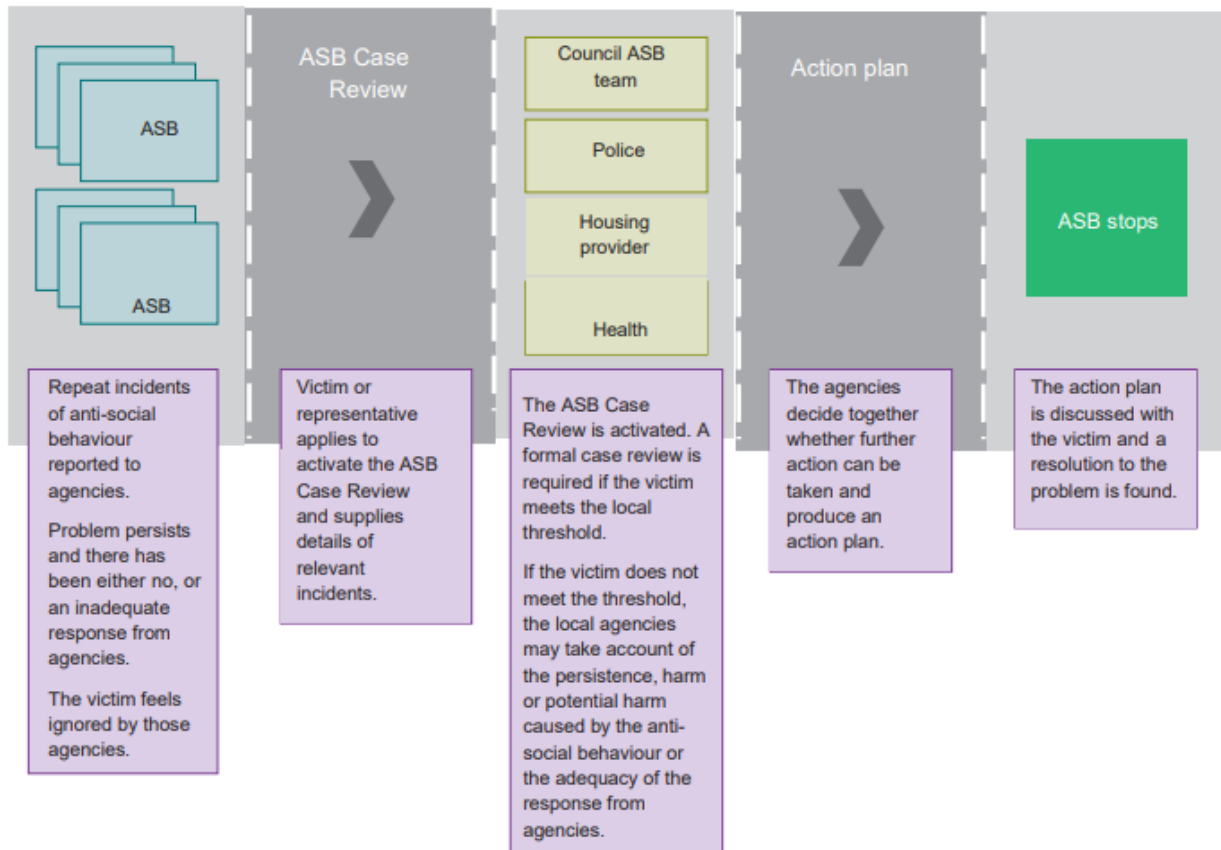 ASB
ASB
ASB Case
Review
Council ASB
team
Police
Housing
provider
Health
Action plan
ASB stops
Repeat incidents
of anti-social
behaviour
reported to
agencies.
Problem persists
and there has
been either no, or
an inadequate
response from
agencies.
The victim feels
ignored by those
agencies.
Victim or
representative
applies to
activate the ASB
Case Review
and supplies
details of
relevant
incidents.
The ASB Case
Review is activated. A
formal case review is
required if the victim
meets the local
threshold.
If the victim does not
meet the threshold,
the local agencies
may take account of
the persistence, harm
or potential harm
caused by the anti-
social behaviour or
the adequacy of the
response from
agencies.
The agencies
decide together
whether further
action can be
taken and
produce an
action plan.
The action plan
is discussed with
the victim and a
resolution to the
problem is found.